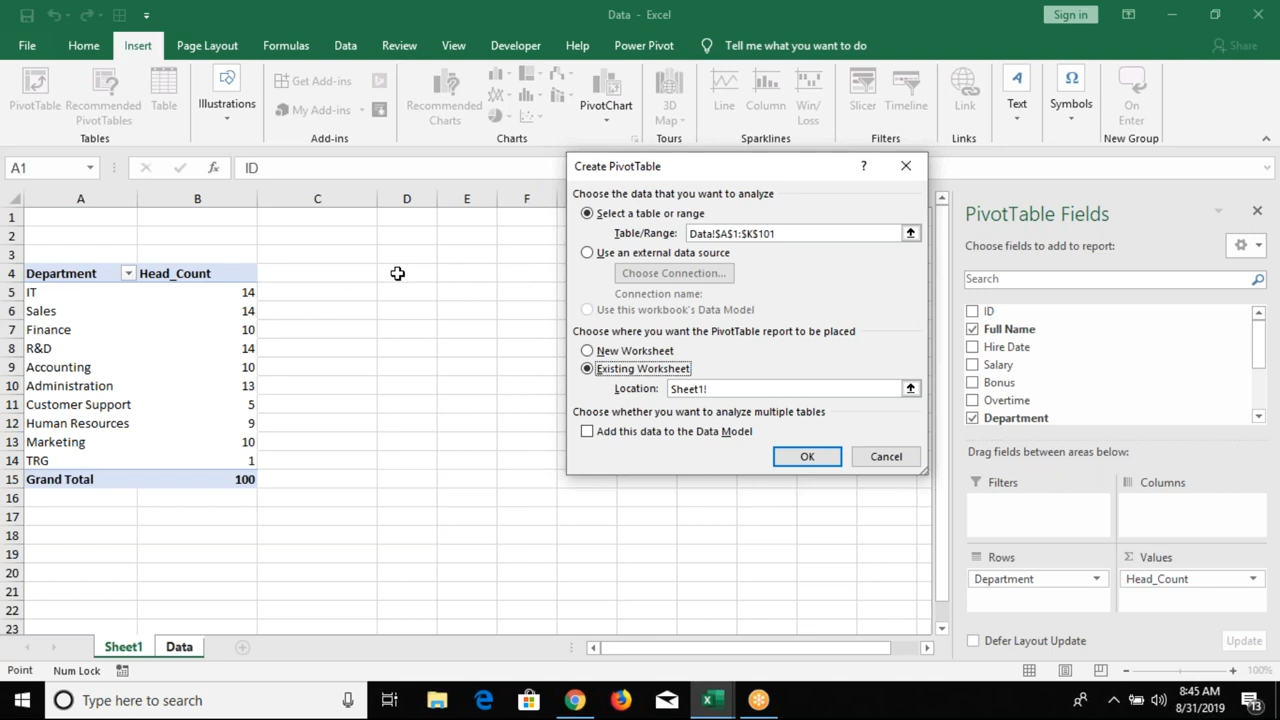 Data - Excel
Sign in
File Home Insert Page Layout Formulas Data Review View Developer Help Power Pivot Tell me what you want to do Share
PivotTable
Recommended PivotTables
Table
Illustrations
Get Add-ins
My Add-ins
Recommended Charts
PivotChart
3D Map
Line
Column
Win/ Loss
Slicer
Timeline
Link
Text
Symbols
On Enter
Tables Add-ins Charts Tours Sparklines Filters Links New Group
A1 fx ID
A B C D E F
1
2
3
4 Department Head_Count
5 IT 14
6 Sales 14
7 Finance 10
8 R&D 14
9 Accounting 10
10 Administration 13
11 Customer Support 5
12 Human Resources 9
13 Marketing 10
14 TRG 1
15 Grand Total 100
16
17
18
19
20
21
22
23
Create PivotTable ?
Choose the data that you want to analyze
Select a table or range
Table/Range: Data!$A$1:$K$101
Use an external data source
Choose Connection...
Connection name:
Use this workbook's Data Model
Choose where you want the PivotTable report to be placed
New Worksheet
Existing Worksheet
Location: Sheet1!
Choose whether you want to analyze multiple tables
Add this data to the Data Model
OK Cancel
PivotTable Fields
Choose fields to add to report:
Search
ID
Full Name
Hire Date
Salary
Bonus
Overtime
Department
Drag fields between areas below:
Filters Columns
Rows Σ Values
Department Head_Count
Defer Layout Update Update
Sheet1 Data
Point Num Lock 100%
Type here to search
8:45 AM
8/31/2019
13